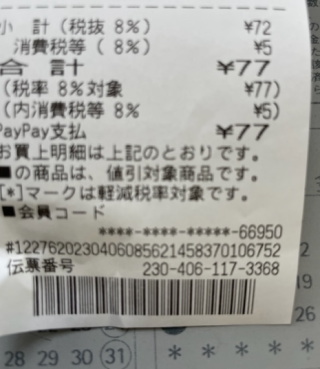 小 計(税抜 8%) ¥72
消費税等( 8%) ¥5
合 計 ¥77
(税率 8%対象 ¥77)
(内消費税等 8% ¥5)
PayPay支払 ¥77
お買上明細は上記のとおりです。
■の商品は、値引対象商品です。
[*]マークは軽減税率対象です。
■会員コード
****-****-*****-66950
#1227620230406085621458370106752
伝票番号 230-406-117-3368
28 29 30 31 * * * * *
26